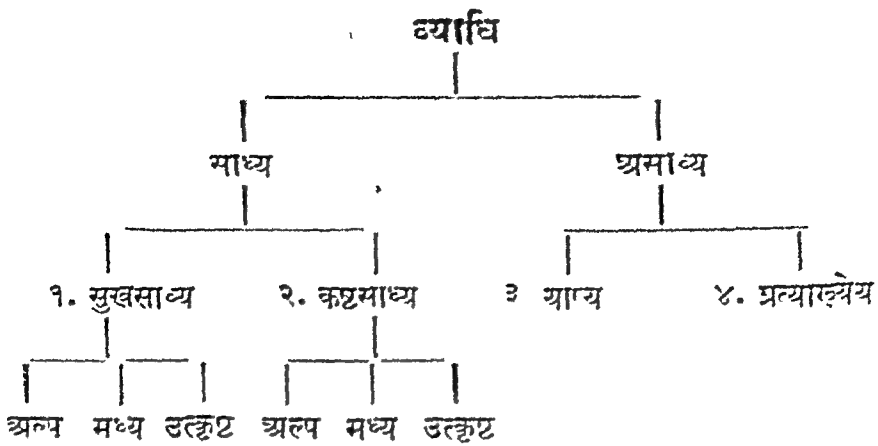 व्याधि
साध्य असाध्य
१. सुखसाध्य २. कष्टसाध्य ३ याप्य ४. प्रत्याख्येय
अल्प मध्य उत्कृष्ट अल्प मध्य उत्कृष्ट